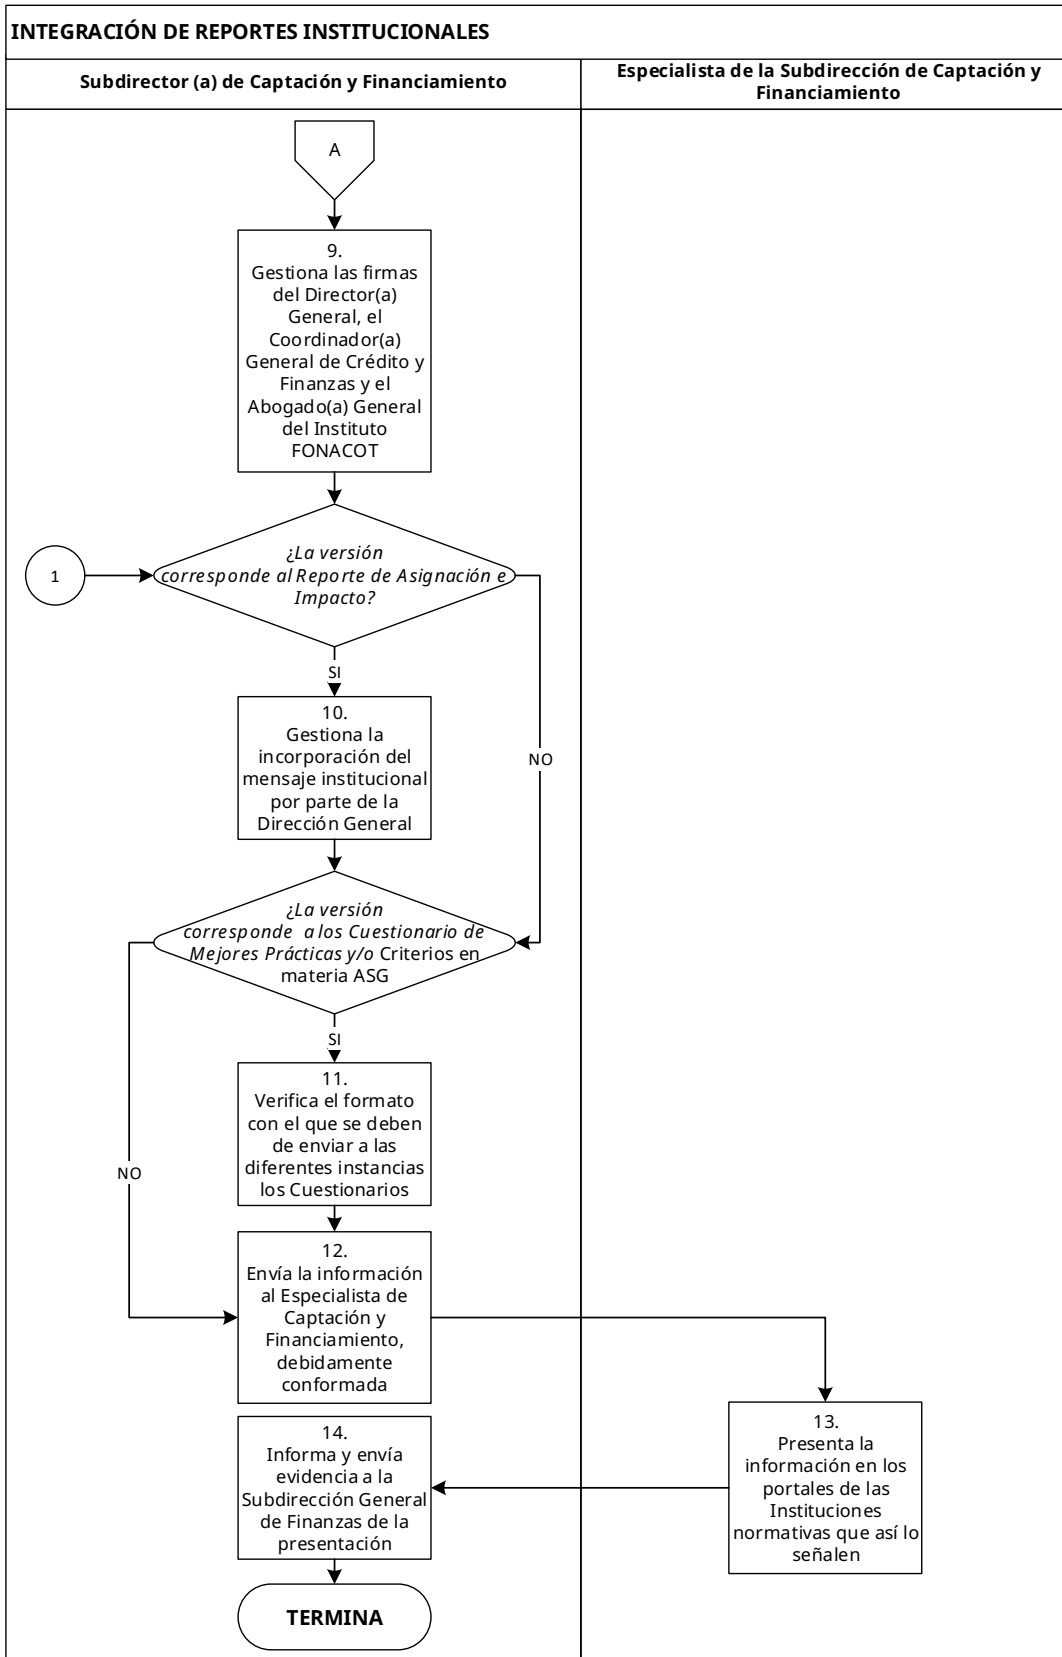 INTEGRACIÓN DE REPORTES INSTITUCIONALES
Subdirector (a) de Captación y Financiamiento
Especialista de la Subdirección de Captación y
Financiamiento
A
9.
Gestiona las firmas
del Director(a)
General, el
Coordinador(a)
General de Crédito y
Finanzas y el
Abogado(a) General
del Instituto
FONACOT
1
¿La versión
corresponde al Reporte de Asignación e
Impacto?
SI
10.
Gestiona la
incorporación del
mensaje institucional
por parte de la
Dirección General
NO
¿La versión
corresponde  a los Cuestionario de
Mejores Prácticas y/o Criterios en
materia ASG
SI
11.
Verifica el formato
con el que se deben
de enviar a las
diferentes instancias
los Cuestionarios
NO
12.
Envía la información
al Especialista de
Captación y
Financiamiento,
debidamente
conformada
13.
Presenta la
información en los
portales de las
Instituciones
normativas que así lo
señalen
14.
Informa y envía
evidencia a la
Subdirección General
de Finanzas de la
presentación
TERMINA